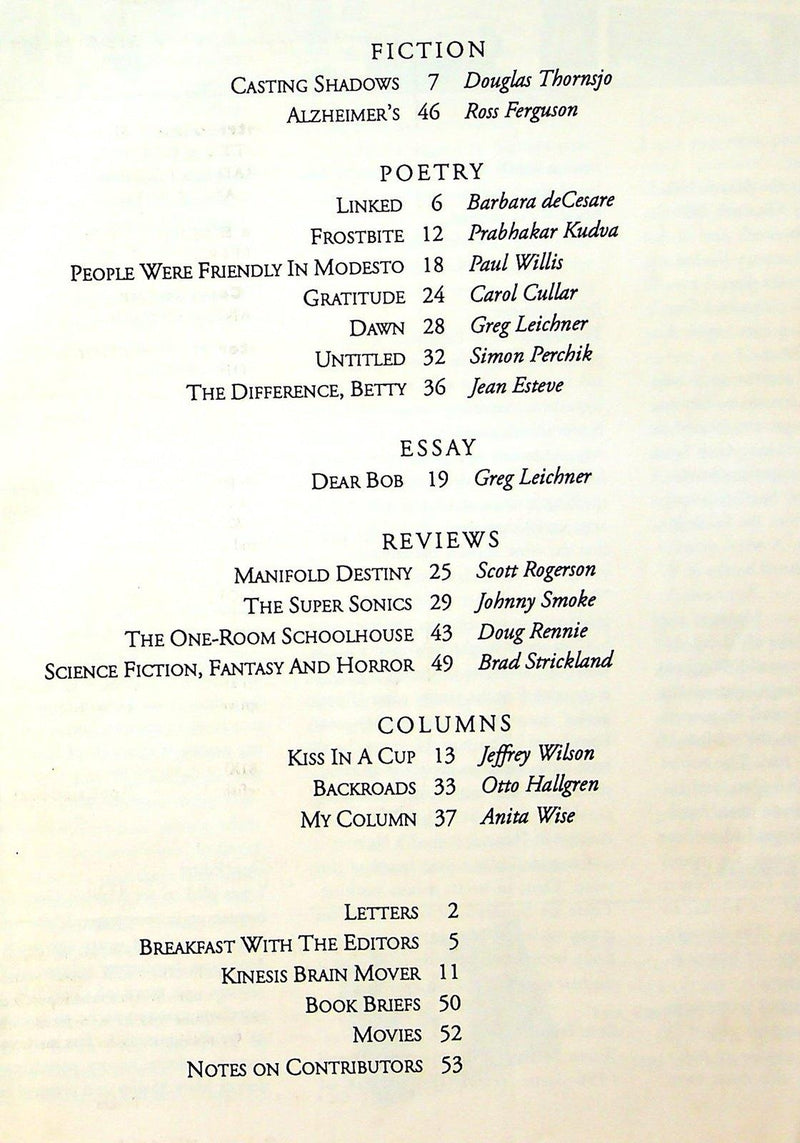 FICTION
CASTING SHADOWS 7 Douglas Thornsjo
ALZHEIMER'S 46 Ross Ferguson
POETRY
LINKED 6 Barbara deCesare
FROSTBITE 12 Prabhakar Kudva
PEOPLE WERE FRIENDLY IN MODESTO 18 Paul Willis
GRATITUDE 24 Carol Cullar
DAWN 28 Greg Leichner
UNTITLED 32 Simon Perchik
THE DIFFERENCE, BETTY 36 Jean Esteve
ESSAY
DEAR BOB 19 Greg Leichner
REVIEWS
MANIFOLD DESTINY 25 Scott Rogerson
THE SUPER SONICS 29 Johnny Smoke
THE ONE-ROOM SCHOOLHOUSE 43 Doug Rennie
SCIENCE FICTION, FANTASY AND HORROR 49 Brad Strickland
COLUMNS
KISS IN A CUP 13 Jeffrey Wilson
BACKROADS 33 Otto Hallgren
MY COLUMN 37 Anita Wise
LETTERS 2
BREAKFAST WITH THE EDITORS 5
KINESIS BRAIN MOVER 11
BOOK BRIEFS 50
MOVIES 52
NOTES ON CONTRIBUTORS 53